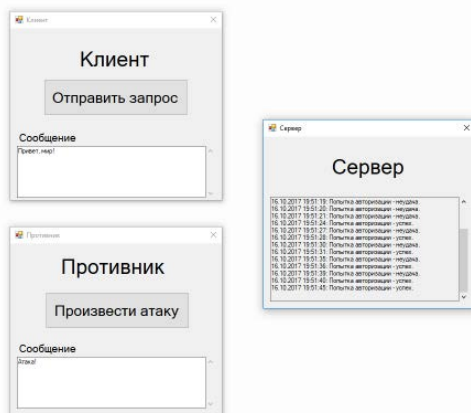 Клиент
Клиент
Отправить запрос
Сообщение
Привет, мир!
Противник
Противник
Произвести атаку
Сообщение
Атака!
Сервер
Сервер
16.10.2017 19:51:19: Попытка авторизации - неудача.
16.10.2017 19:51:20: Попытка авторизации - неудача.
16.10.2017 19:51:21: Попытка авторизации - неудача.
16.10.2017 19:51:24: Попытка авторизации - успех.
16.10.2017 19:51:27: Попытка авторизации - неудача.
16.10.2017 19:51:28: Попытка авторизации - успех.
16.10.2017 19:51:30: Попытка авторизации - неудача.
16.10.2017 19:51:31: Попытка авторизации - успех.
16.10.2017 19:51:35: Попытка авторизации - неудача.
16.10.2017 19:51:36: Попытка авторизации - успех.
16.10.2017 19:51:39: Попытка авторизации - неудача.
16.10.2017 19:51:40: Попытка авторизации - успех.
16.10.2017 19:51:45: Попытка авторизации - успех.